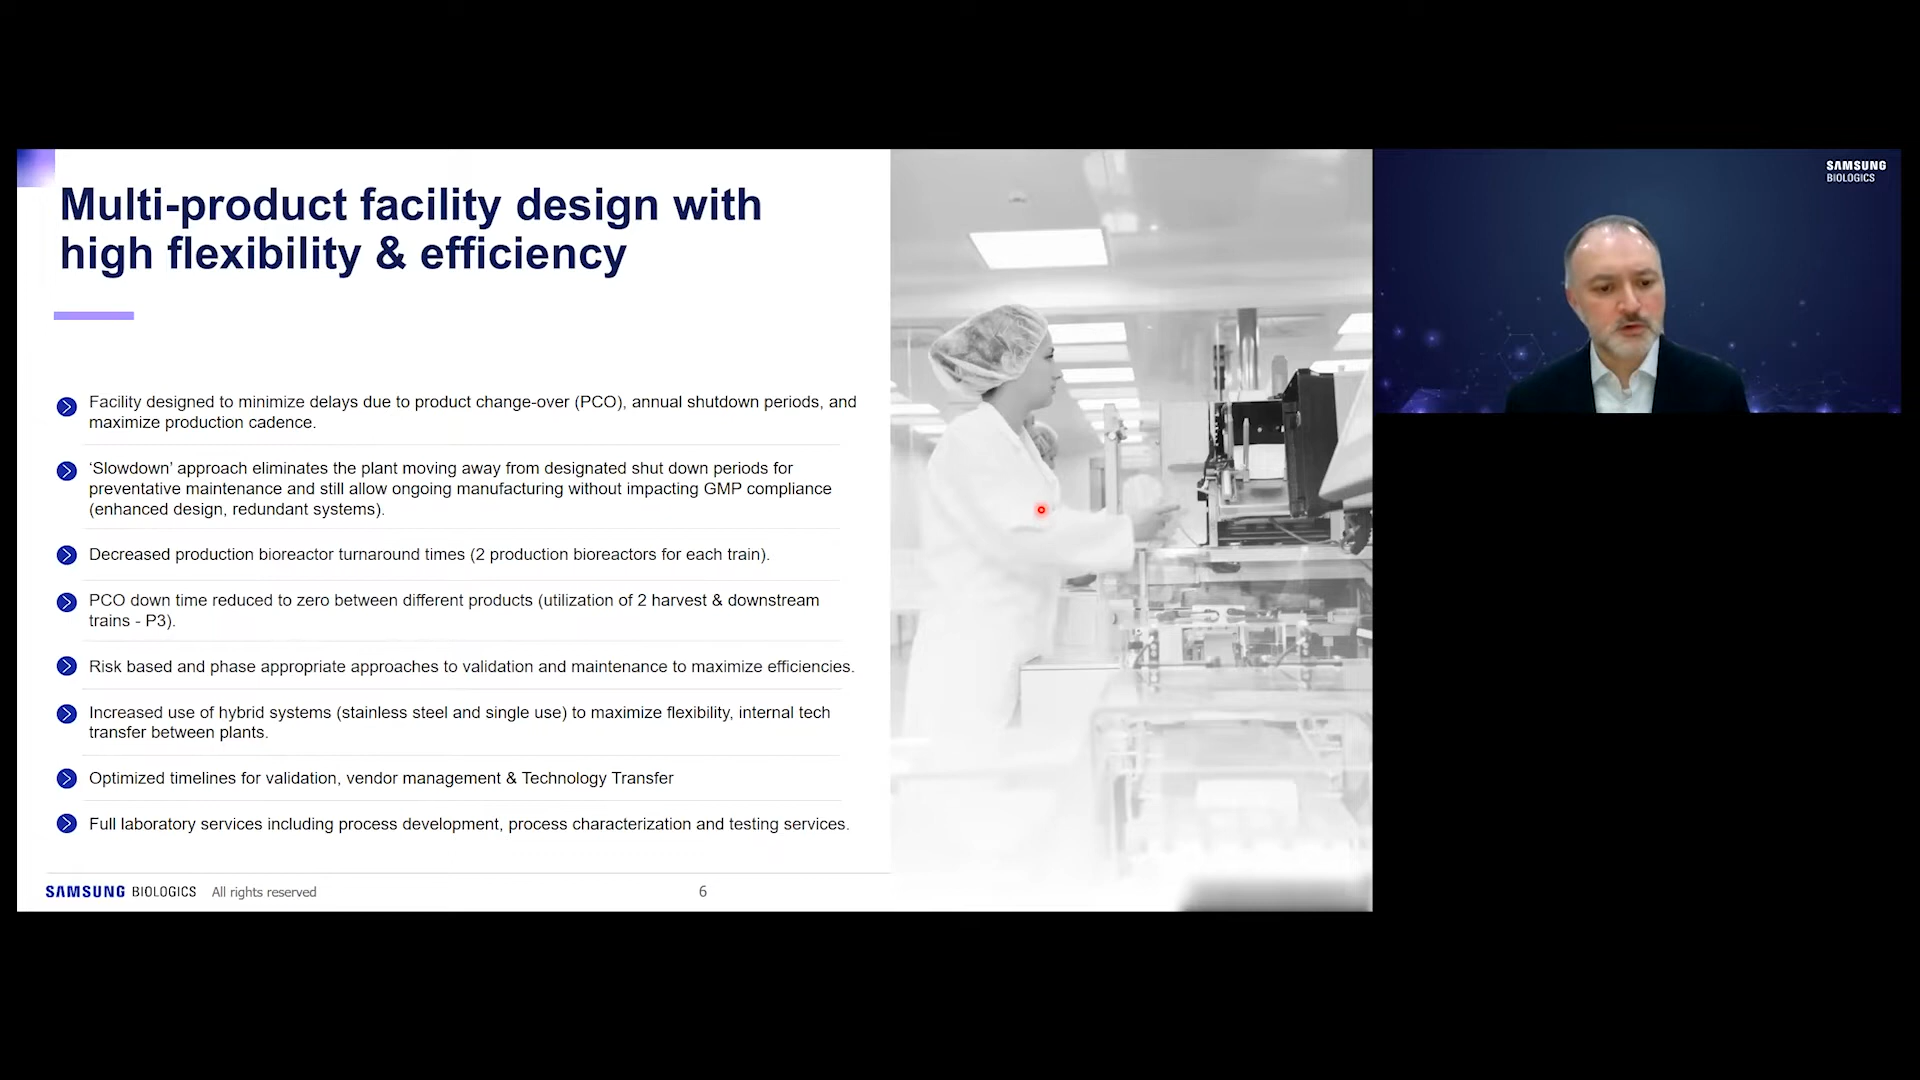 Multi-product facility design with
high flexibility & efficiency
Facility designed to minimize delays due to product change-over (PCO), annual shutdown periods, and
maximize production cadence.
‘Slowdown’ approach eliminates the plant moving away from designated shut down periods for
preventative maintenance and still allow ongoing manufacturing without impacting GMP compliance
(enhanced design, redundant systems).
Decreased production bioreactor turnaround times (2 production bioreactors for each train).
PCO down time reduced to zero between different products (utilization of 2 harvest & downstream
trains - P3).
Risk based and phase appropriate approaches to validation and maintenance to maximize efficiencies.
Increased use of hybrid systems (stainless steel and single use) to maximize flexibility, internal tech
transfer between plants.
Optimized timelines for validation, vendor management & Technology Transfer
Full laboratory services including process development, process characterization and testing services.
SAMSUNG BIOLOGICS All rights reserved 6
SAMSUNG
BIOLOGICS